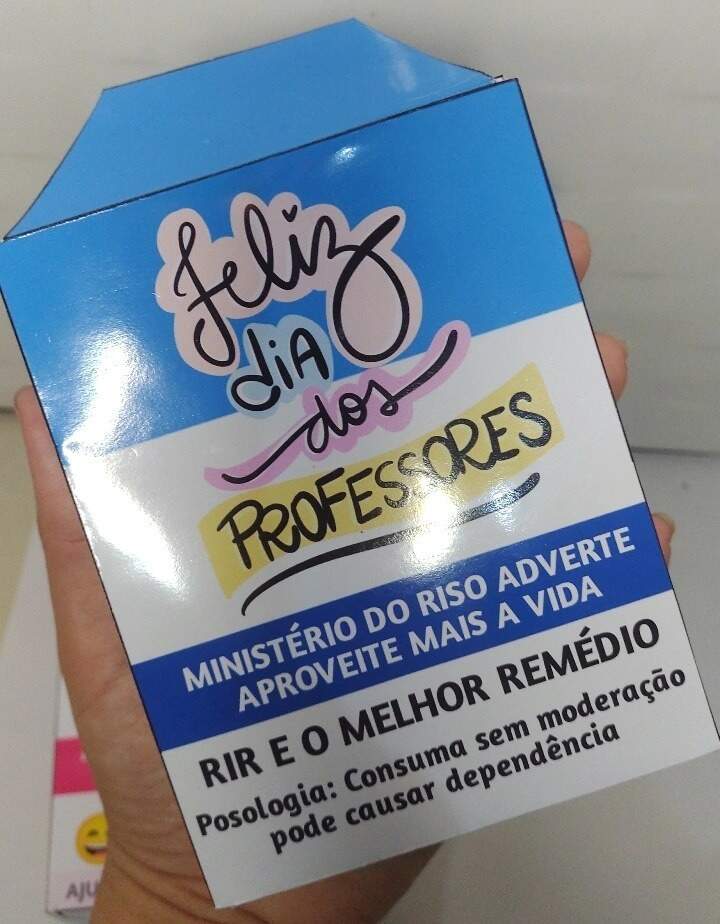 feliz
dia
dos
PROFESSORES
MINISTÉRIO DO RISO ADVERTE
APROVEITE MAIS A VIDA
RIR E O MELHOR REMÉDIO
Posologia: Consuma sem moderação
pode causar dependência
AJU